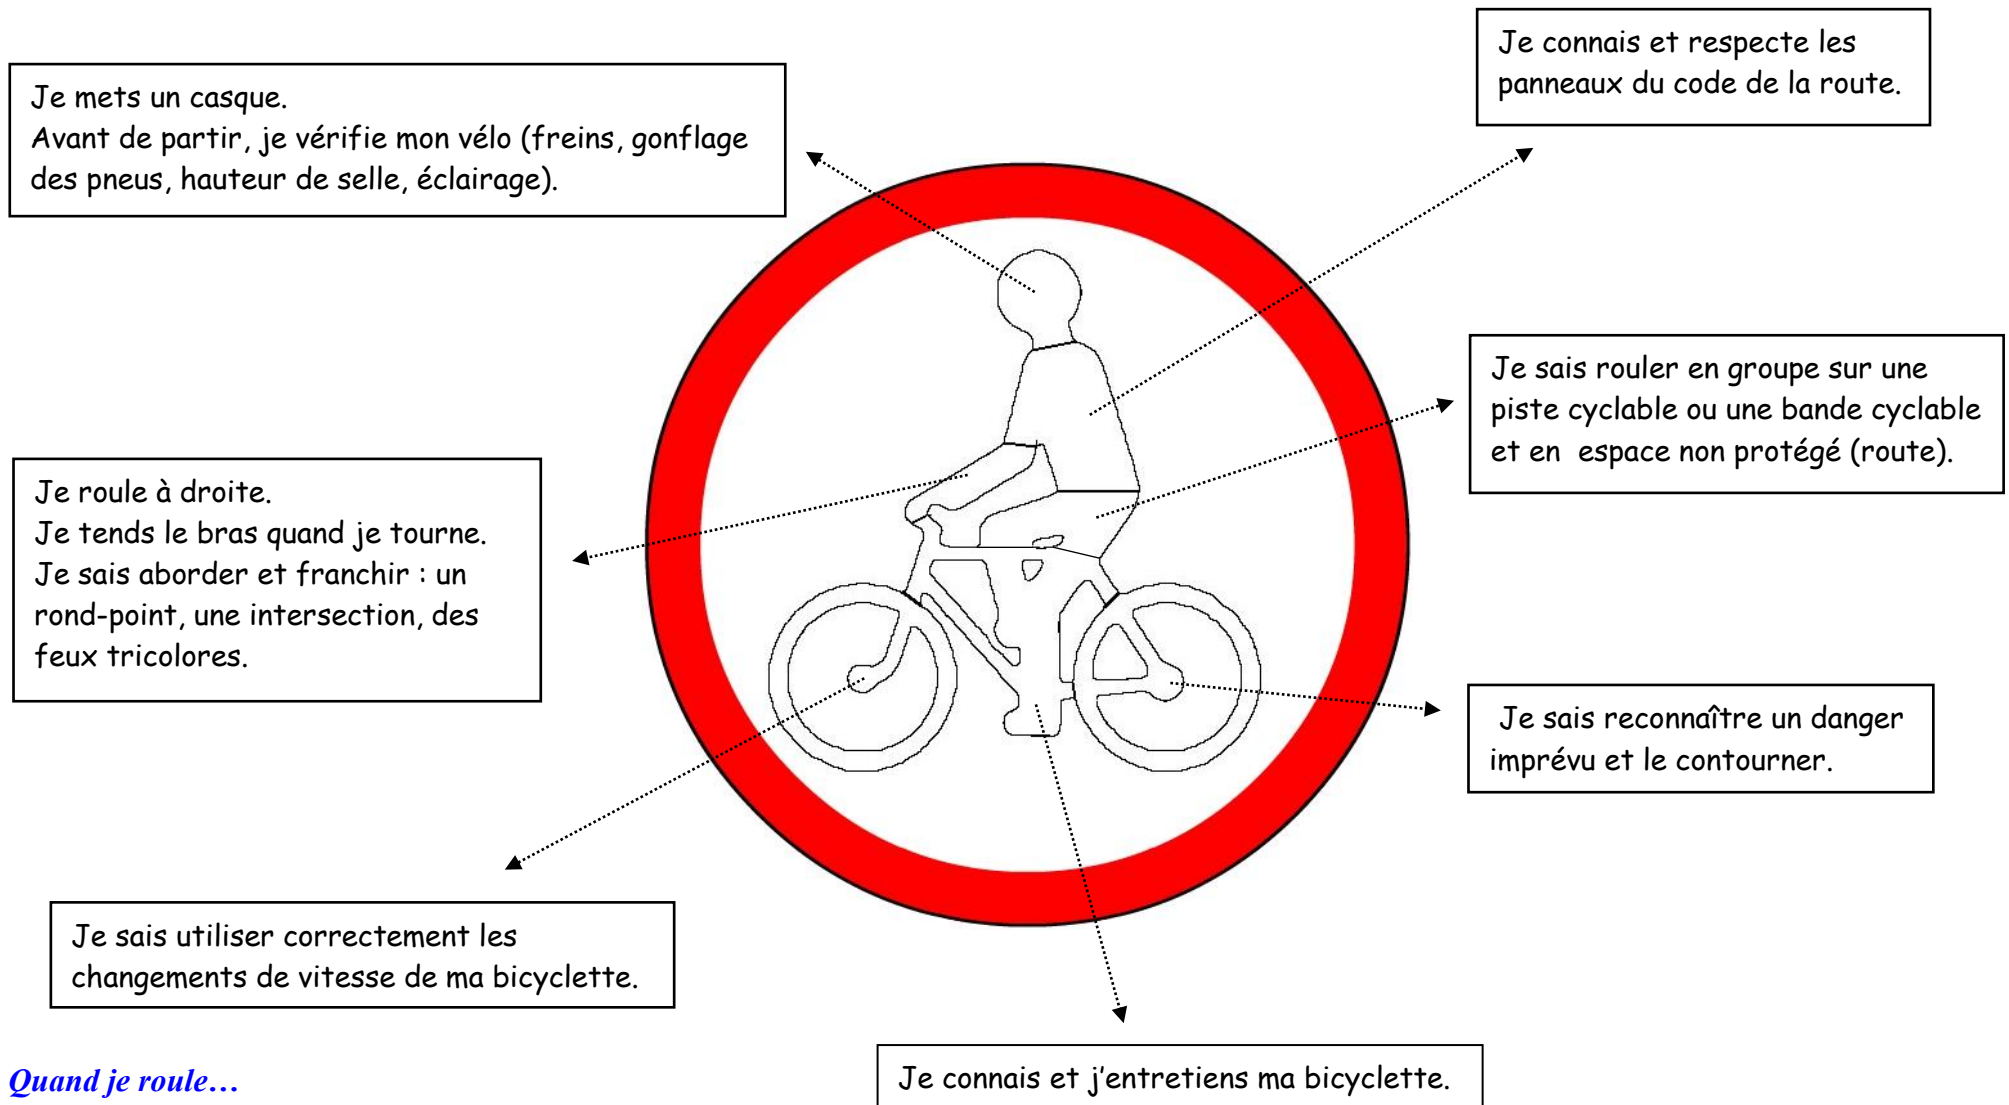 Je connais et respecte les
panneaux du code de la route.
Je mets un casque.
Avant de partir, je vérifie mon vélo (freins, gonflage
des pneus, hauteur de selle, éclairage).
Je sais rouler en groupe sur une
piste cyclable ou une bande cyclable
et en espace non protégé (route).
Je roule à droite.
Je tends le bras quand je tourne.
Je sais aborder et franchir : un
rond-point, une intersection, des
feux tricolores.
Je sais reconnaître un danger
imprévu et le contourner.
Je sais utiliser correctement les
changements de vitesse de ma bicyclette.
Je connais et j'entretiens ma bicyclette.
Quand je roule…